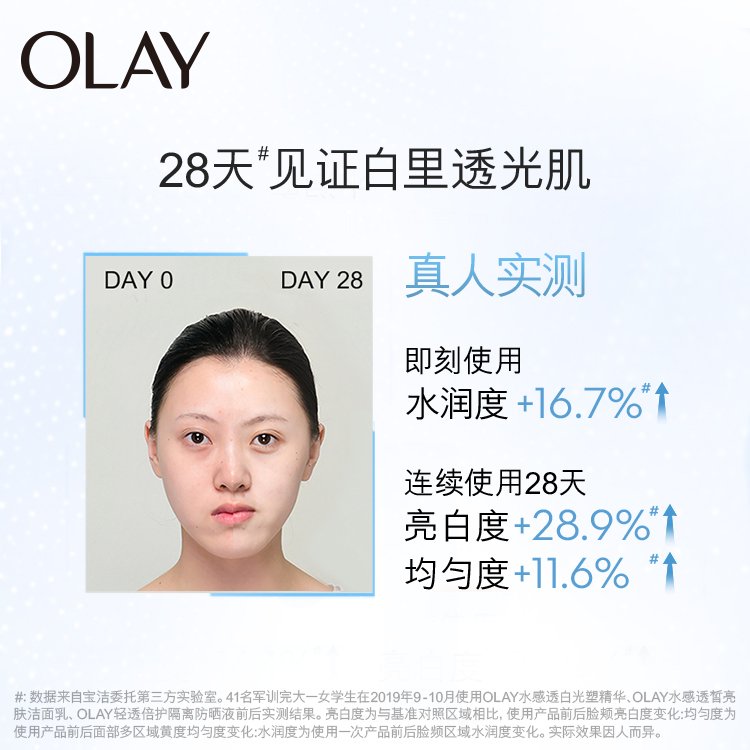 OLAY
28天#见证白里透光肌
DAY 0 DAY 28
真人实测
即刻使用
水润度 +16.7%#
连续使用28天
亮白度 +28.9%#
均匀度 +11.6% #
#: 数据来自宝洁委托第三方实验室。41名军训完大一女学生在2019年9-10月使用OLAY水感透白光塑精华、OLAY水感透皙亮
肤洁面乳、OLAY轻透倍护隔离防晒液前后实测结果。亮白度为与基准对照区域相比，使用产品前后脸颊亮白度变化:均匀度为
使用产品前后面部多区域黄度均匀度变化:水润度为使用一次产品前后脸颊区域水润度变化。实际效果因人而异。